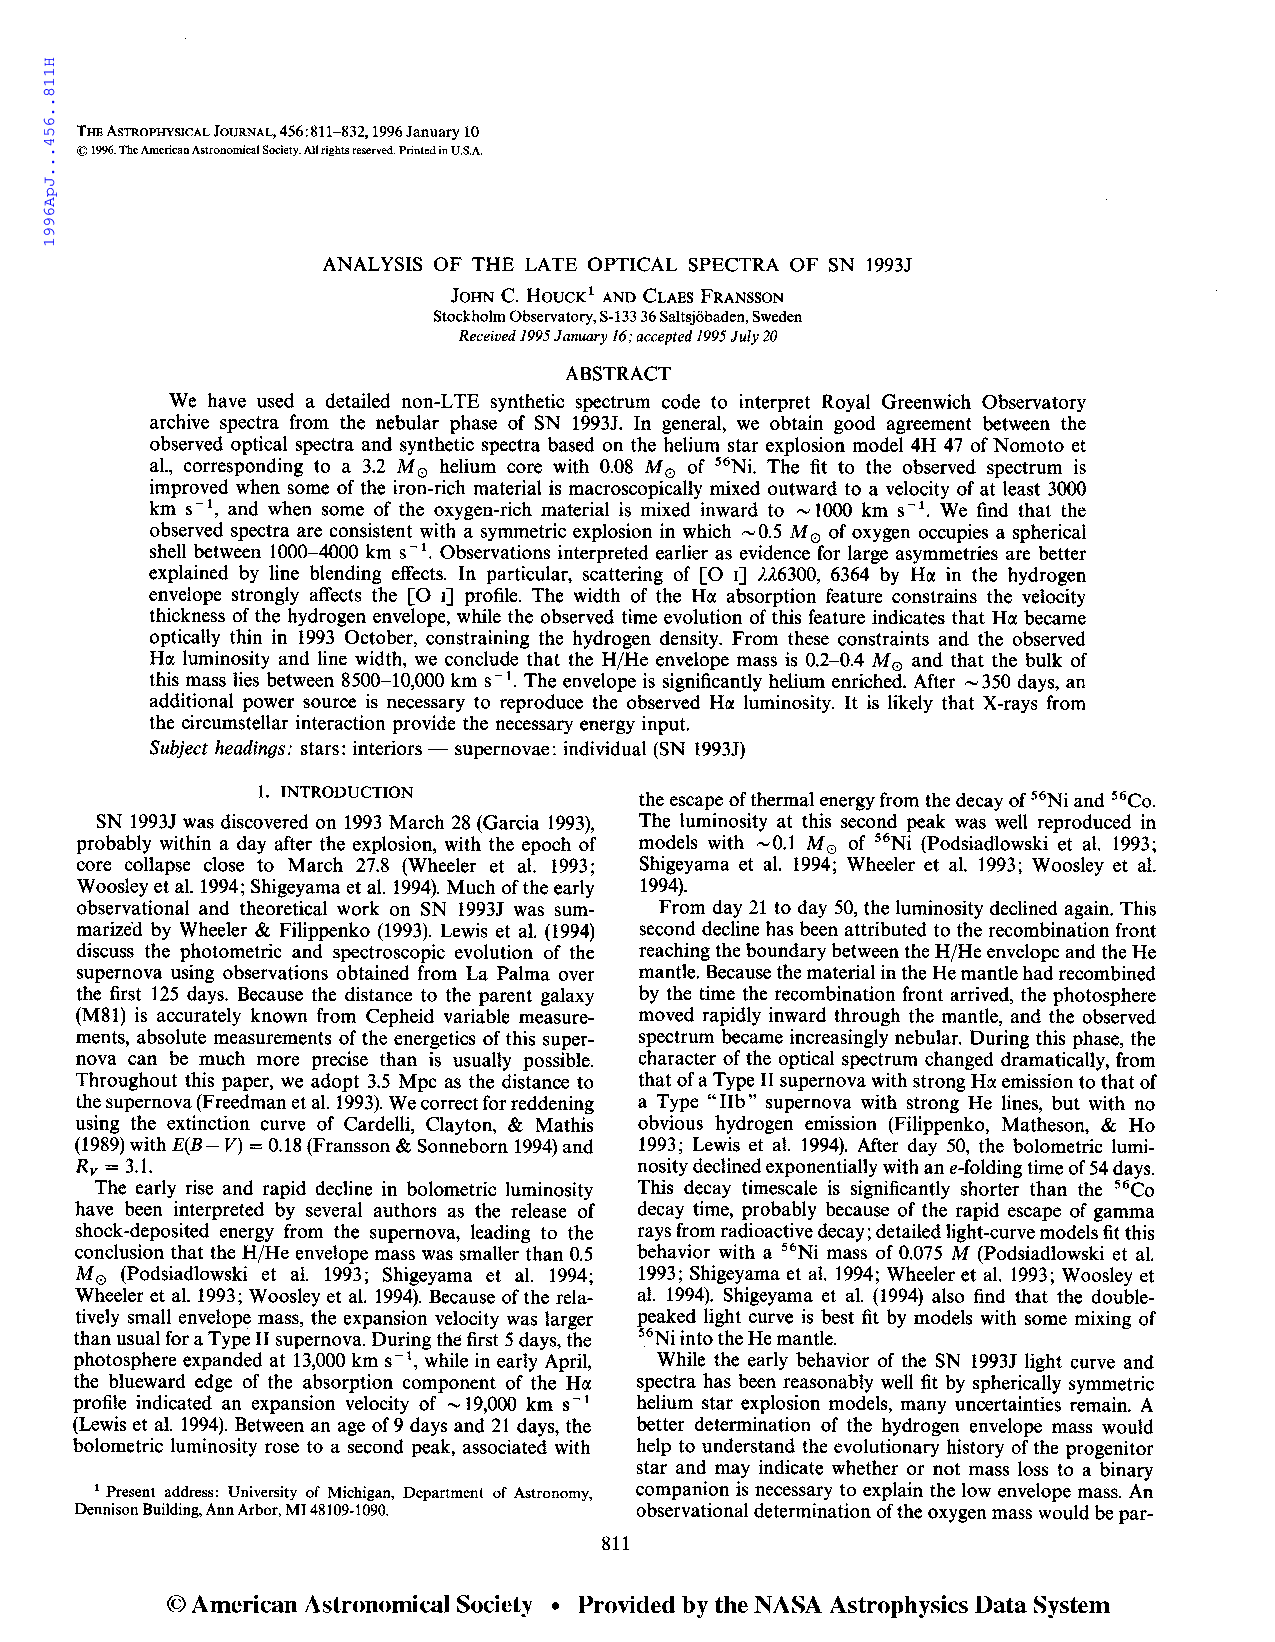 1996ApJ...456..811H
THE ASTROPHYSICAL JOURNAL, 456:811–832, 1996 January 10
© 1996. The American Astronomical Society. All rights reserved. Printed in U.S.A.
ANALYSIS OF THE LATE OPTICAL SPECTRA OF SN 1993J
JOHN C. HOUCK¹ AND CLAES FRANSSON
Stockholm Observatory, S-133 36 Saltsjöbaden, Sweden
Received 1995 January 16; accepted 1995 July 20
ABSTRACT
We have used a detailed non-LTE synthetic spectrum code to interpret Royal Greenwich Observatory
archive spectra from the nebular phase of SN 1993J. In general, we obtain good agreement between the
observed optical spectra and synthetic spectra based on the helium star explosion model 4H 47 of Nomoto et
al., corresponding to a 3.2 M⊙ helium core with 0.08 M⊙ of ⁵⁶Ni. The fit to the observed spectrum is
improved when some of the iron-rich material is macroscopically mixed outward to a velocity of at least 3000
km s⁻¹, and when some of the oxygen-rich material is mixed inward to ~1000 km s⁻¹. We find that the
observed spectra are consistent with a symmetric explosion in which ~0.5 M⊙ of oxygen occupies a spherical
shell between 1000–4000 km s⁻¹. Observations interpreted earlier as evidence for large asymmetries are better
explained by line blending effects. In particular, scattering of [O I] λλ6300, 6364 by Hα in the hydrogen
envelope strongly affects the [O I] profile. The width of the Hα absorption feature constrains the velocity
thickness of the hydrogen envelope, while the observed time evolution of this feature indicates that Hα became
optically thin in 1993 October, constraining the hydrogen density. From these constraints and the observed
Hα luminosity and line width, we conclude that the H/He envelope mass is 0.2–0.4 M⊙ and that the bulk of
this mass lies between 8500–10,000 km s⁻¹. The envelope is significantly helium enriched. After ~350 days, an
additional power source is necessary to reproduce the observed Hα luminosity. It is likely that X-rays from
the circumstellar interaction provide the necessary energy input.
Subject headings: stars: interiors — supernovae: individual (SN 1993J)
1. INTRODUCTION
SN 1993J was discovered on 1993 March 28 (Garcia 1993),
probably within a day after the explosion, with the epoch of
core collapse close to March 27.8 (Wheeler et al. 1993;
Woosley et al. 1994; Shigeyama et al. 1994). Much of the early
observational and theoretical work on SN 1993J was sum-
marized by Wheeler & Filippenko (1993). Lewis et al. (1994)
discuss the photometric and spectroscopic evolution of the
supernova using observations obtained from La Palma over
the first 125 days. Because the distance to the parent galaxy
(M81) is accurately known from Cepheid variable measure-
ments, absolute measurements of the energetics of this super-
nova can be much more precise than is usually possible.
Throughout this paper, we adopt 3.5 Mpc as the distance to
the supernova (Freedman et al. 1993). We correct for reddening
using the extinction curve of Cardelli, Clayton, & Mathis
(1989) with E(B−V) = 0.18 (Fransson & Sonneborn 1994) and
R_V = 3.1.
The early rise and rapid decline in bolometric luminosity
have been interpreted by several authors as the release of
shock-deposited energy from the supernova, leading to the
conclusion that the H/He envelope mass was smaller than 0.5
M⊙ (Podsiadlowski et al. 1993; Shigeyama et al. 1994;
Wheeler et al. 1993; Woosley et al. 1994). Because of the rela-
tively small envelope mass, the expansion velocity was larger
than usual for a Type II supernova. During the first 5 days, the
photosphere expanded at 13,000 km s⁻¹, while in early April,
the blueward edge of the absorption component of the Hα
profile indicated an expansion velocity of ~19,000 km s⁻¹
(Lewis et al. 1994). Between an age of 9 days and 21 days, the
bolometric luminosity rose to a second peak, associated with
¹ Present address: University of Michigan, Department of Astronomy,
Dennison Building, Ann Arbor, MI 48109-1090.
the escape of thermal energy from the decay of ⁵⁶Ni and ⁵⁶Co.
The luminosity at this second peak was well reproduced in
models with ~0.1 M⊙ of ⁵⁶Ni (Podsiadlowski et al. 1993;
Shigeyama et al. 1994; Wheeler et al. 1993; Woosley et al.
1994).
From day 21 to day 50, the luminosity declined again. This
second decline has been attributed to the recombination front
reaching the boundary between the H/He envelope and the He
mantle. Because the material in the He mantle had recombined
by the time the recombination front arrived, the photosphere
moved rapidly inward through the mantle, and the observed
spectrum became increasingly nebular. During this phase, the
character of the optical spectrum changed dramatically, from
that of a Type II supernova with strong Hα emission to that of
a Type “IIb” supernova with strong He lines, but with no
obvious hydrogen emission (Filippenko, Matheson, & Ho
1993; Lewis et al. 1994). After day 50, the bolometric lumi-
nosity declined exponentially with an e-folding time of 54 days.
This decay timescale is significantly shorter than the ⁵⁶Co
decay time, probably because of the rapid escape of gamma
rays from radioactive decay; detailed light-curve models fit this
behavior with a ⁵⁶Ni mass of 0.075 M (Podsiadlowski et al.
1993; Shigeyama et al. 1994; Wheeler et al. 1993; Woosley et
al. 1994). Shigeyama et al. (1994) also find that the double-
peaked light curve is best fit by models with some mixing of
⁵⁶Ni into the He mantle.
While the early behavior of the SN 1993J light curve and
spectra has been reasonably well fit by spherically symmetric
helium star explosion models, many uncertainties remain. A
better determination of the hydrogen envelope mass would
help to understand the evolutionary history of the progenitor
star and may indicate whether or not mass loss to a binary
companion is necessary to explain the low envelope mass. An
observational determination of the oxygen mass would be par-
811
© American Astronomical Society • Provided by the NASA Astrophysics Data System